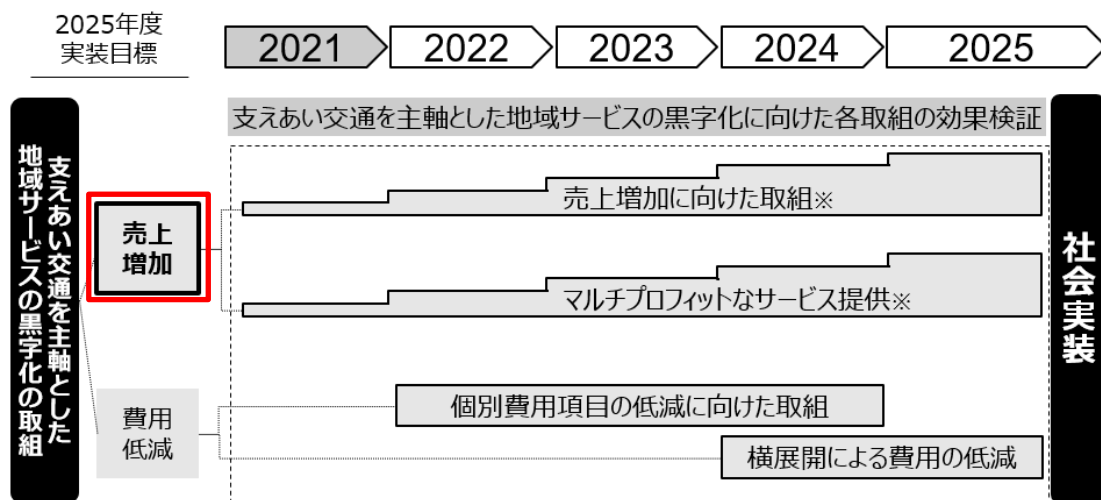 2025年度
実装目標
2021
2022
2023
2024
2025
支えあい交通を主軸とした地域サービスの黒字化に向けた各取組の効果検証
支えあい交通を主軸とした
地域サービスの黒字化の取組
売上
増加
売上増加に向けた取組※
マルチプロフィットなサービス提供※
費用
低減
個別費用項目の低減に向けた取組
横展開による費用の低減
社会実装